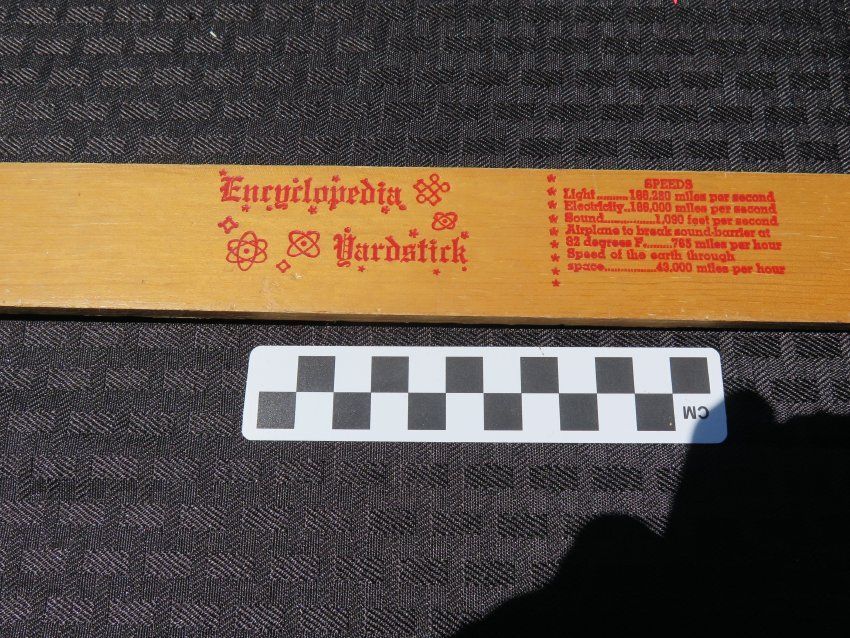 Encyclopedia
Yardstick
SPEEDS
Light..........186,280 miles per second
Electricity..186,000 miles per second
Sound.................1,090 feet per second
Airplane to break sound-barrier at
32 degrees F.........765 miles per hour
Speed of the earth through
space.................43,000 miles per hour
CM